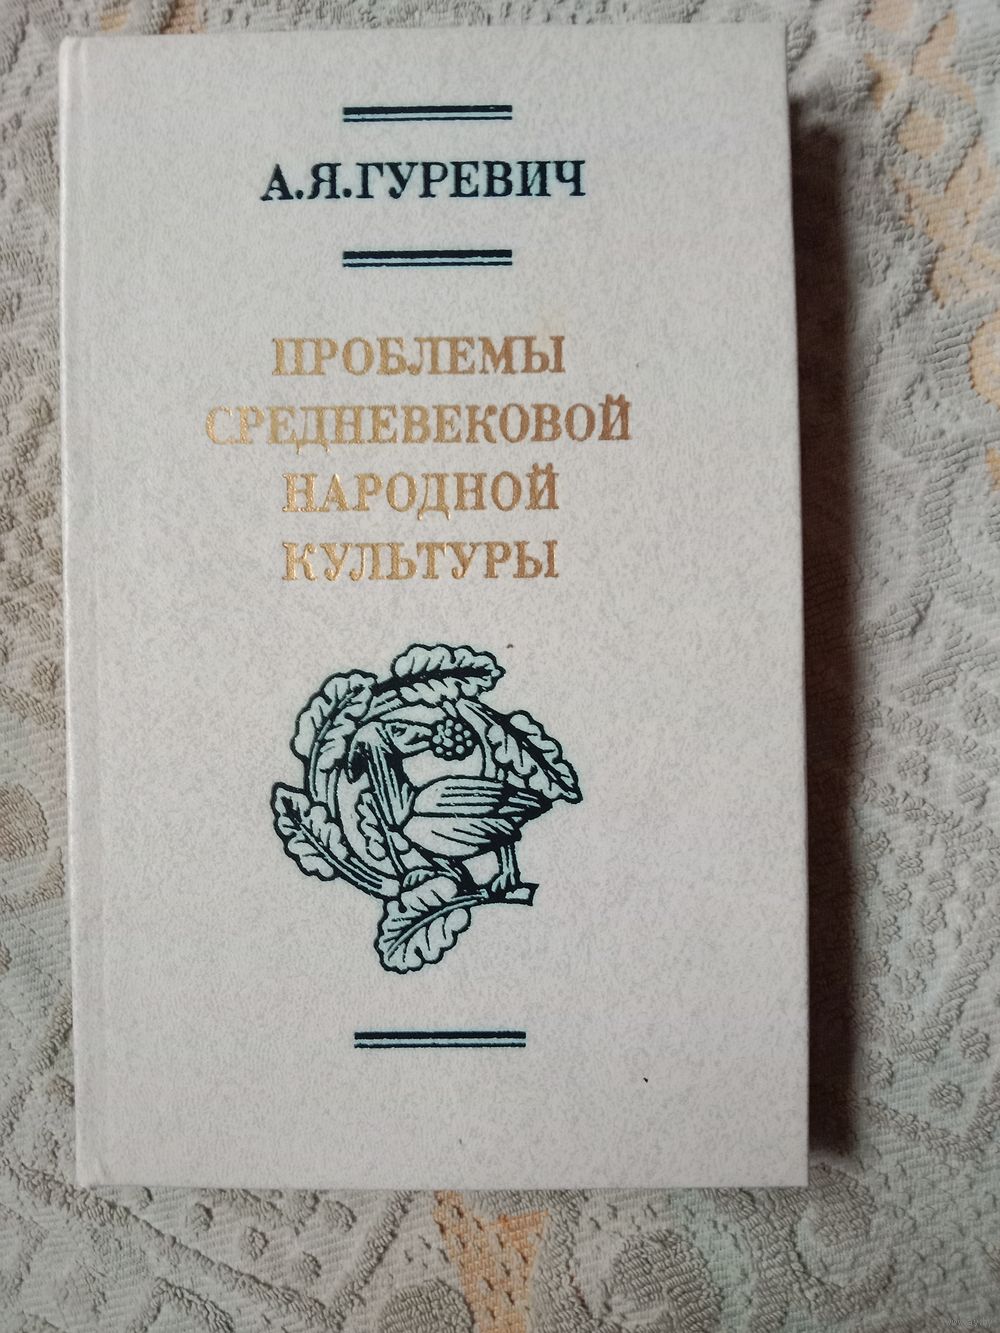 А.Я.ГУРЕВИЧ
ПРОБЛЕМЫ
СРЕДНЕВЕКОВОЙ
НАРОДНОЙ
КУЛЬТУРЫ